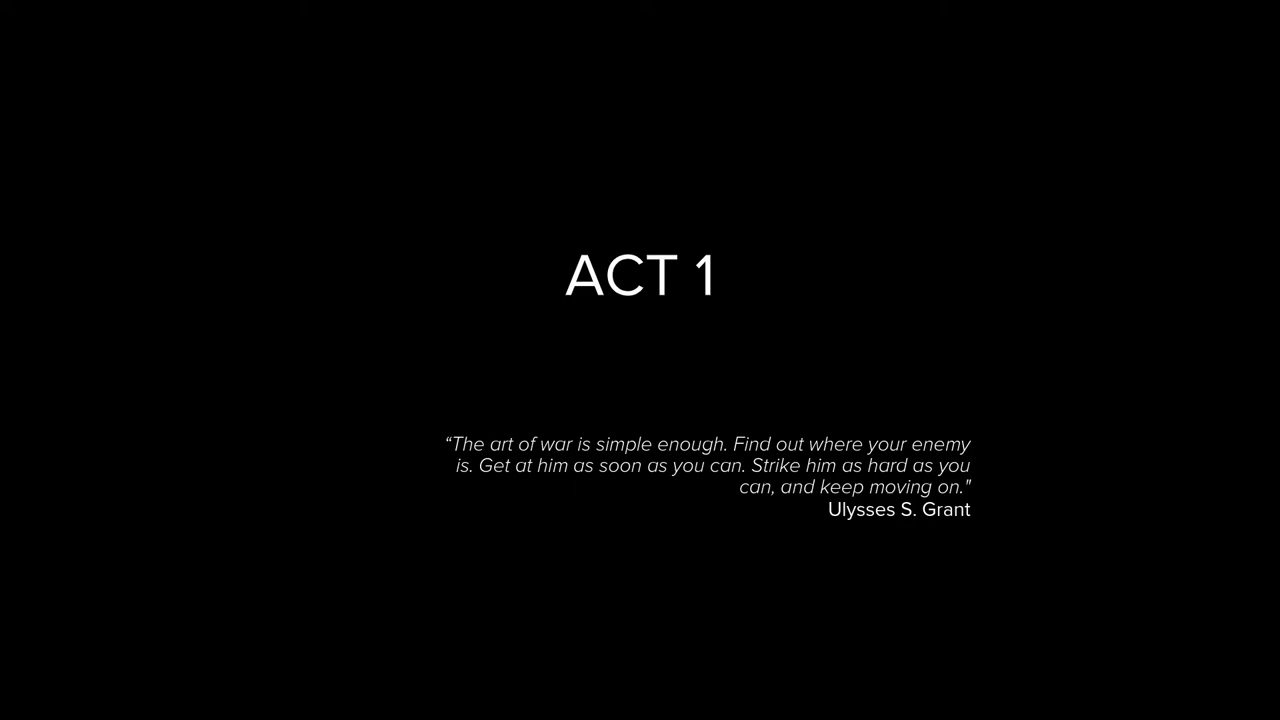 ACT 1
“The art of war is simple enough. Find out where your enemy
is. Get at him as soon as you can. Strike him as hard as you
can, and keep moving on."
Ulysses S. Grant